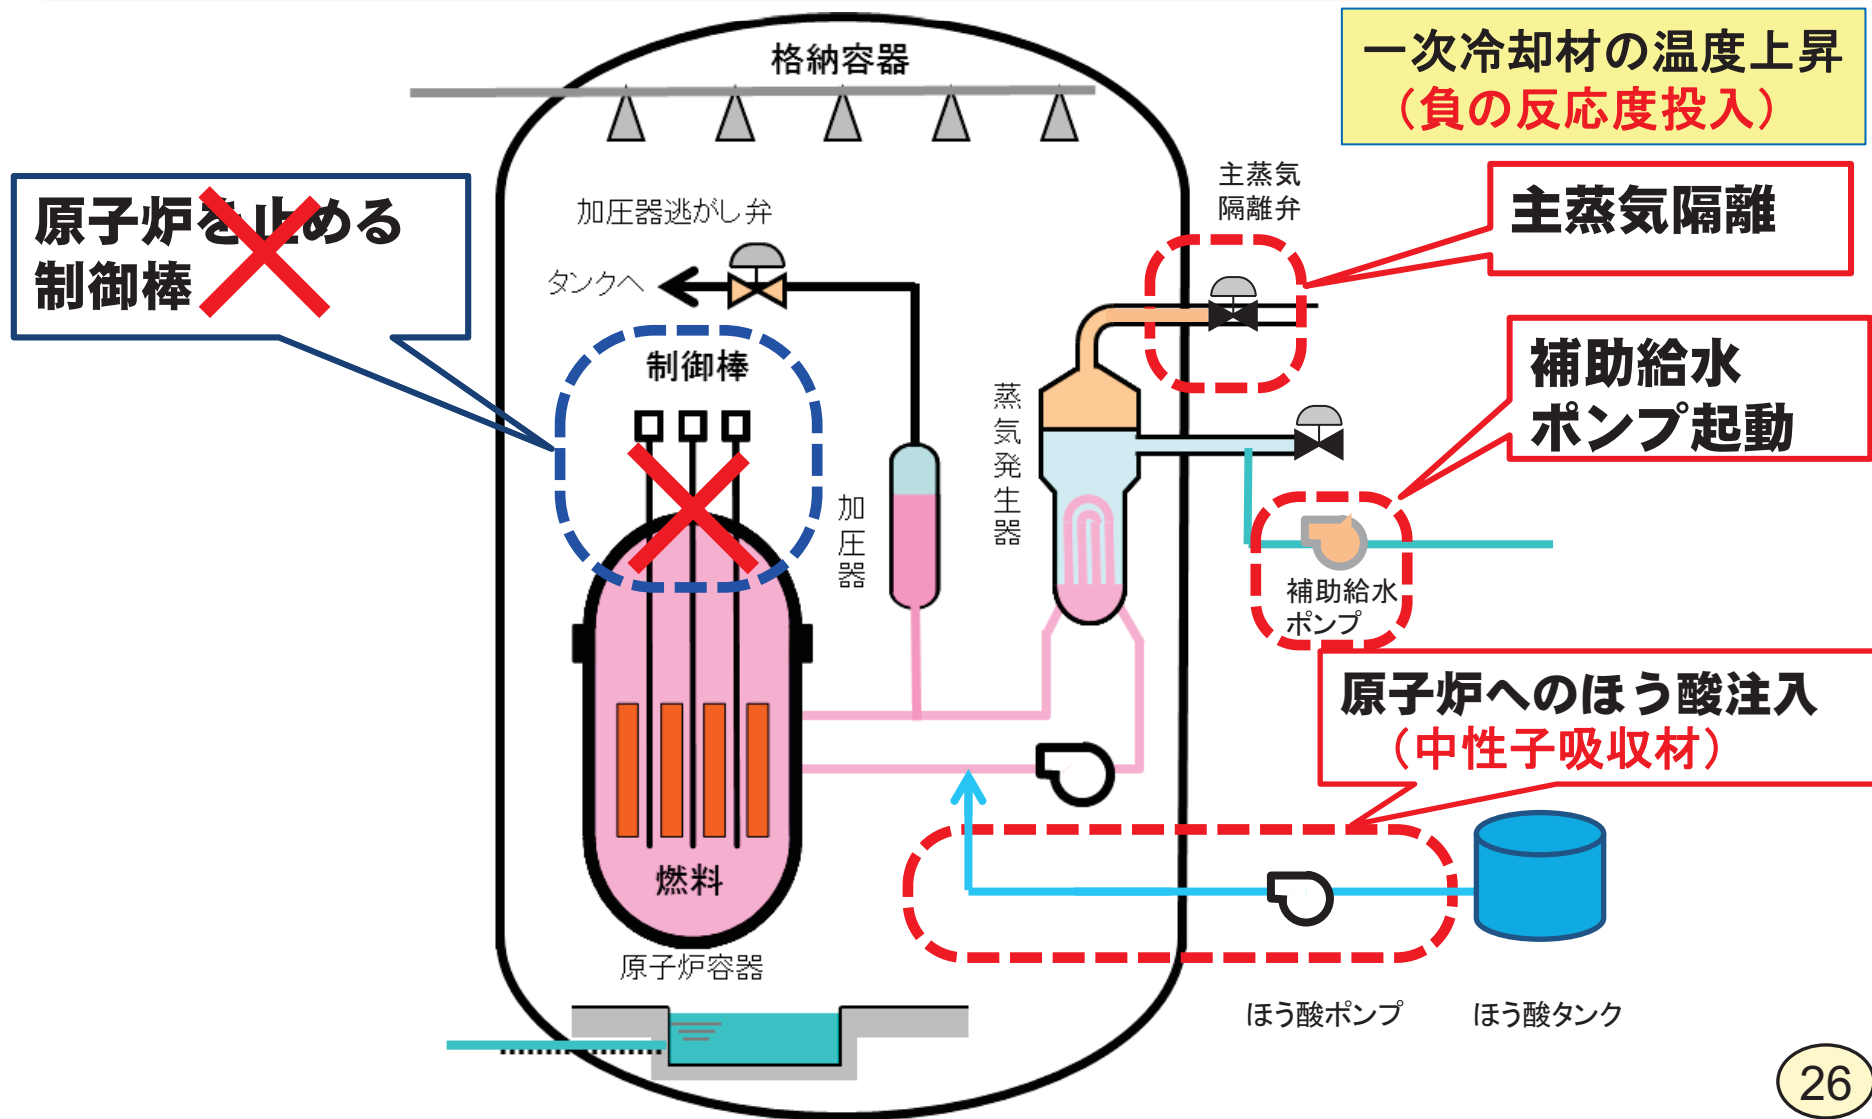 格納容器
一次冷却材の温度上昇
（負の反応度投入）
原子炉を止める
制御棒
加圧器逃がし弁
タンクへ
主蒸気
隔離弁
主蒸気隔離
制御棒
蒸気発生器
補助給水
ポンプ起動
加圧器
補助給水
ポンプ
原子炉へのほう酸注入
（中性子吸収材）
燃料
原子炉容器
ほう酸ポンプ
ほう酸タンク
26